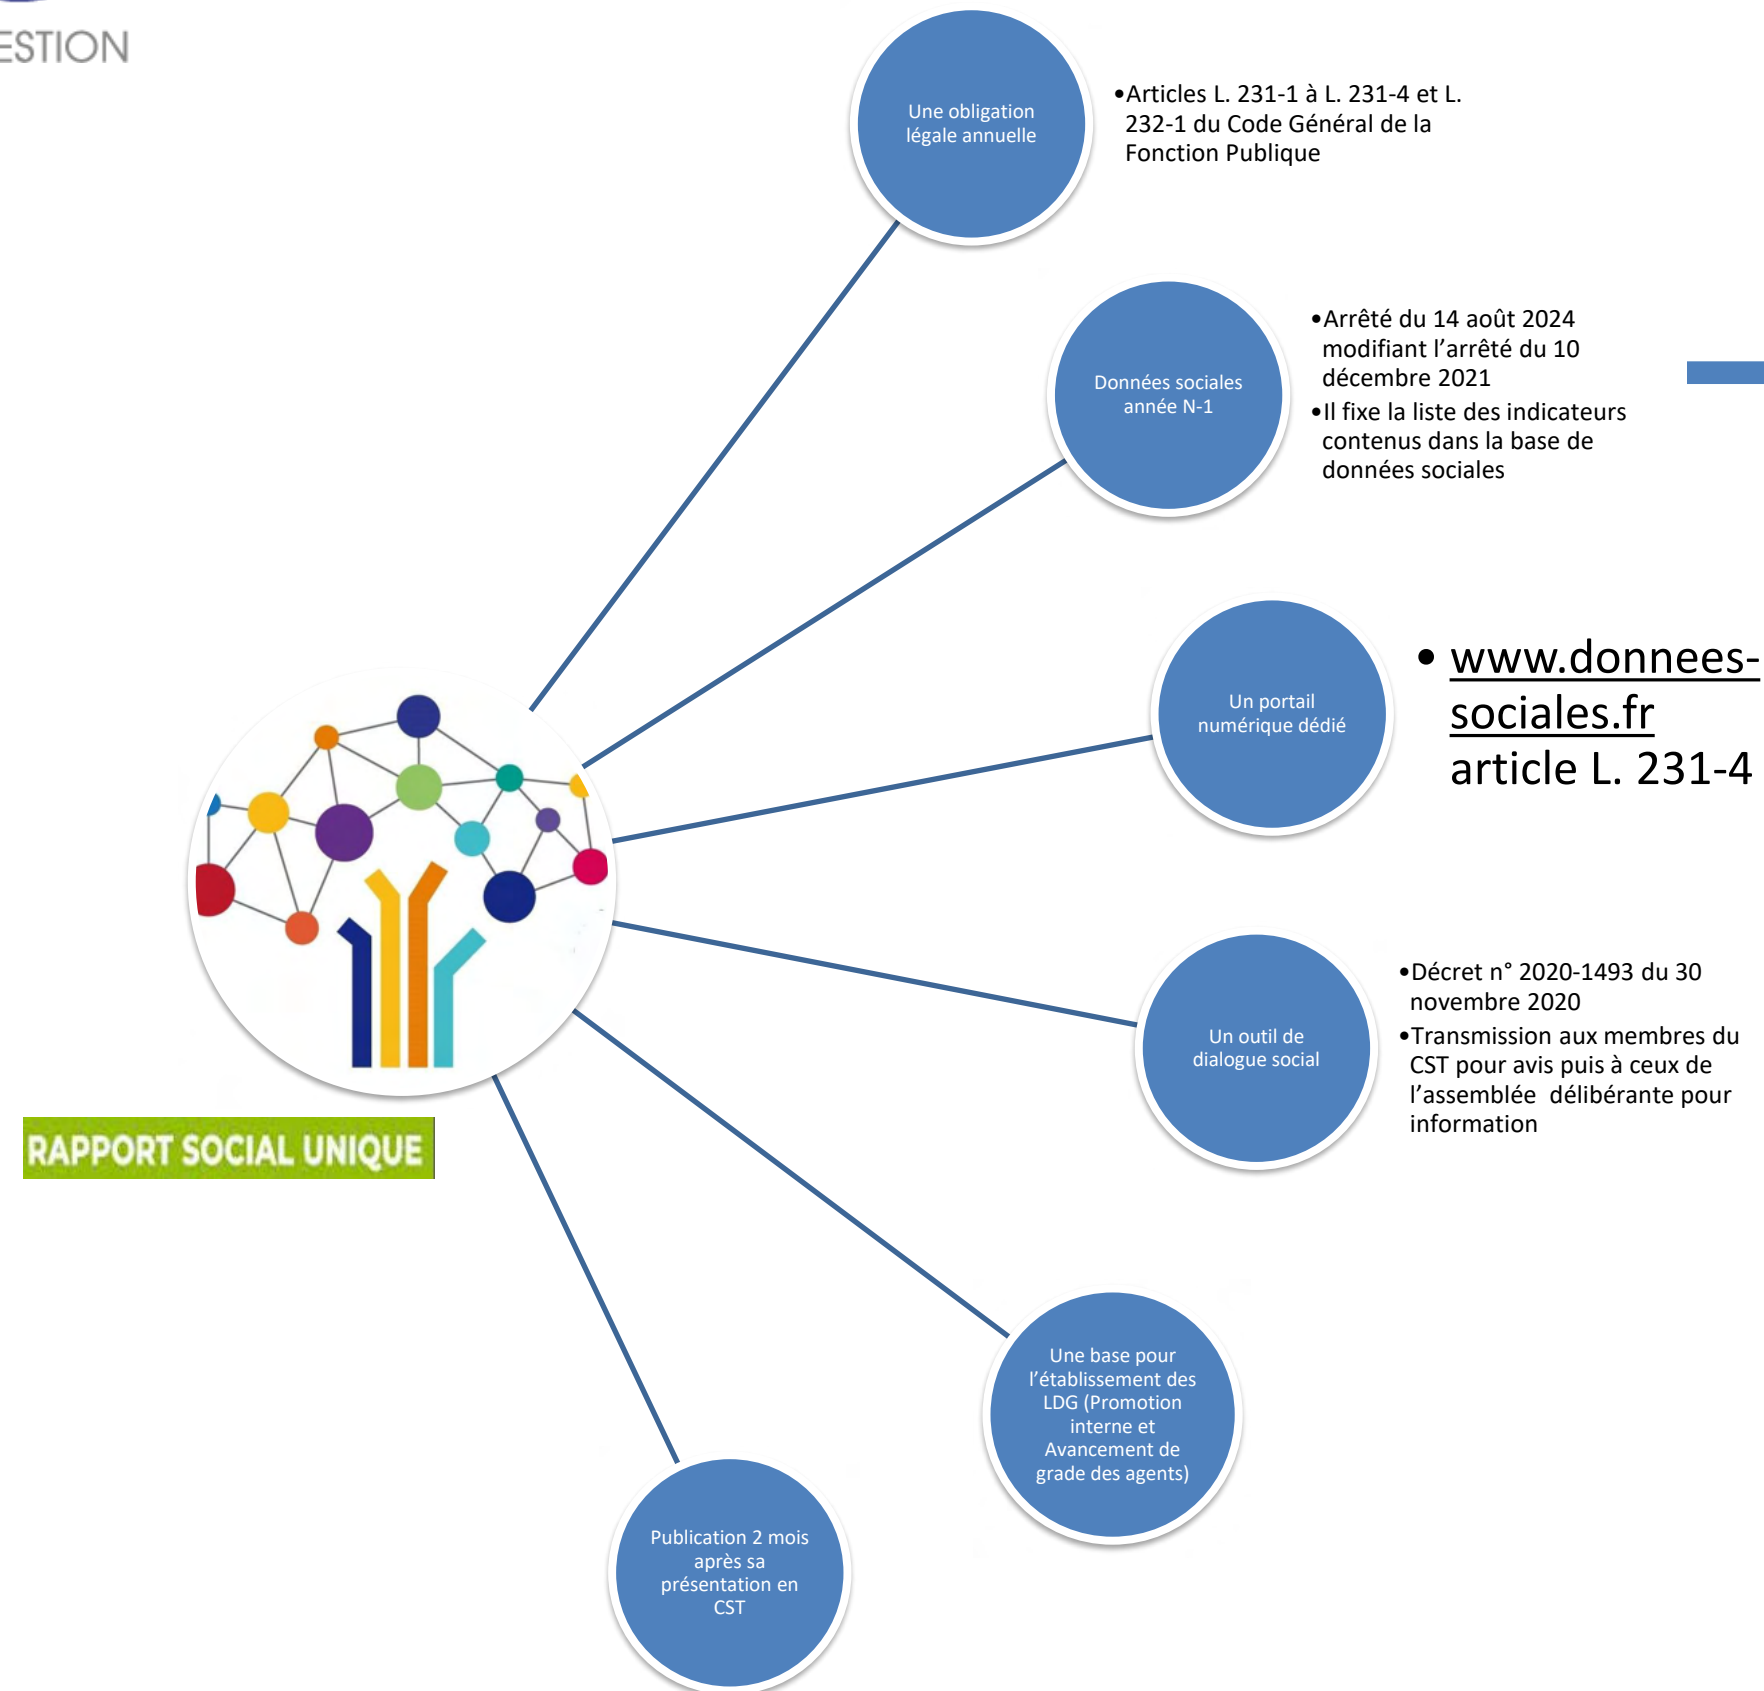 ESTION
Une obligation
légale annuelle
•Articles L. 231-1 à L. 231-4 et L.
232-1 du Code Général de la
Fonction Publique
Données sociales
année N-1
•Arrêté du 14 août 2024
modifiant l’arrêté du 10
décembre 2021
•Il fixe la liste des indicateurs
contenus dans la base de
données sociales
Un portail
numérique dédié
• www.donnees-
sociales.fr
article L. 231-4
Un outil de
dialogue social
•Décret n° 2020-1493 du 30
novembre 2020
•Transmission aux membres du
CST pour avis puis à ceux de
l’assemblée délibérante pour
information
RAPPORT SOCIAL UNIQUE
Une base pour
l’établissement des
LDG (Promotion
interne et
Avancement de
grade des agents)
Publication 2 mois
après sa
présentation en
CST